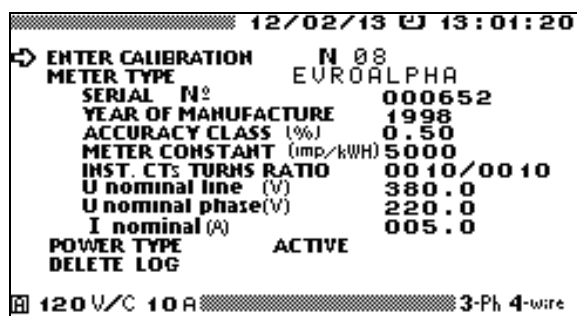 12/02/13 13:01:20
ENTER CALIBRATION N 08
METER TYPE EVROALPHA
SERIAL Nº 000652
YEAR OF MANUFACTURE 1998
ACCURACY CLASS (%) 0.50
METER CONSTANT (imp/kWH) 5000
INST. CTs TURNS RATIO 0010/0010
U nominal line (V) 380.0
U nominal phase(V) 220.0
I nominal (A) 005.0
POWER TYPE ACTIVE
DELETE LOG
A 120 V/C 10 A 3-Ph 4-wire